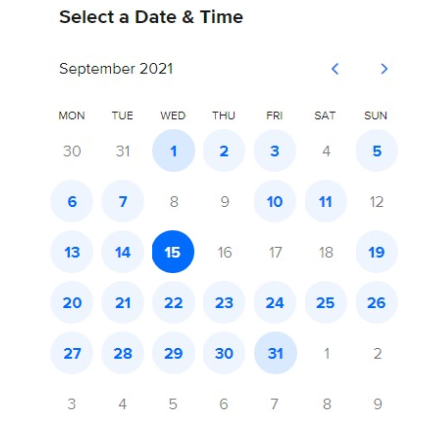 Select a Date & Time
September 2021
MON TUE WED THU FRI SAT SUN
30 31 1 2 3 4 5
6 7 8 9 10 11 12
13 14 15 16 17 18 19
20 21 22 23 24 25 26
27 28 29 30 31 1 2
3 4 5 6 7 8 9